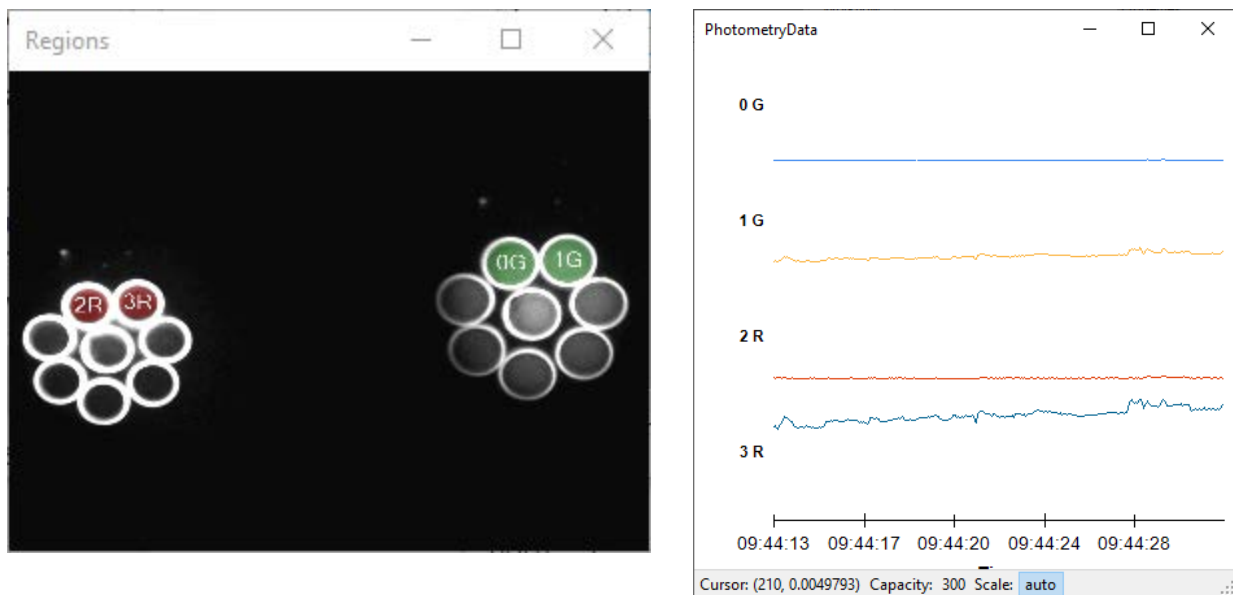 Regions
0G 1G
2R 3R
PhotometryData
0 G
1 G
2 R
3 R
09:44:13 09:44:17 09:44:20 09:44:24 09:44:28
Cursor: (210, 0.0049793) Capacity: 300 Scale: auto